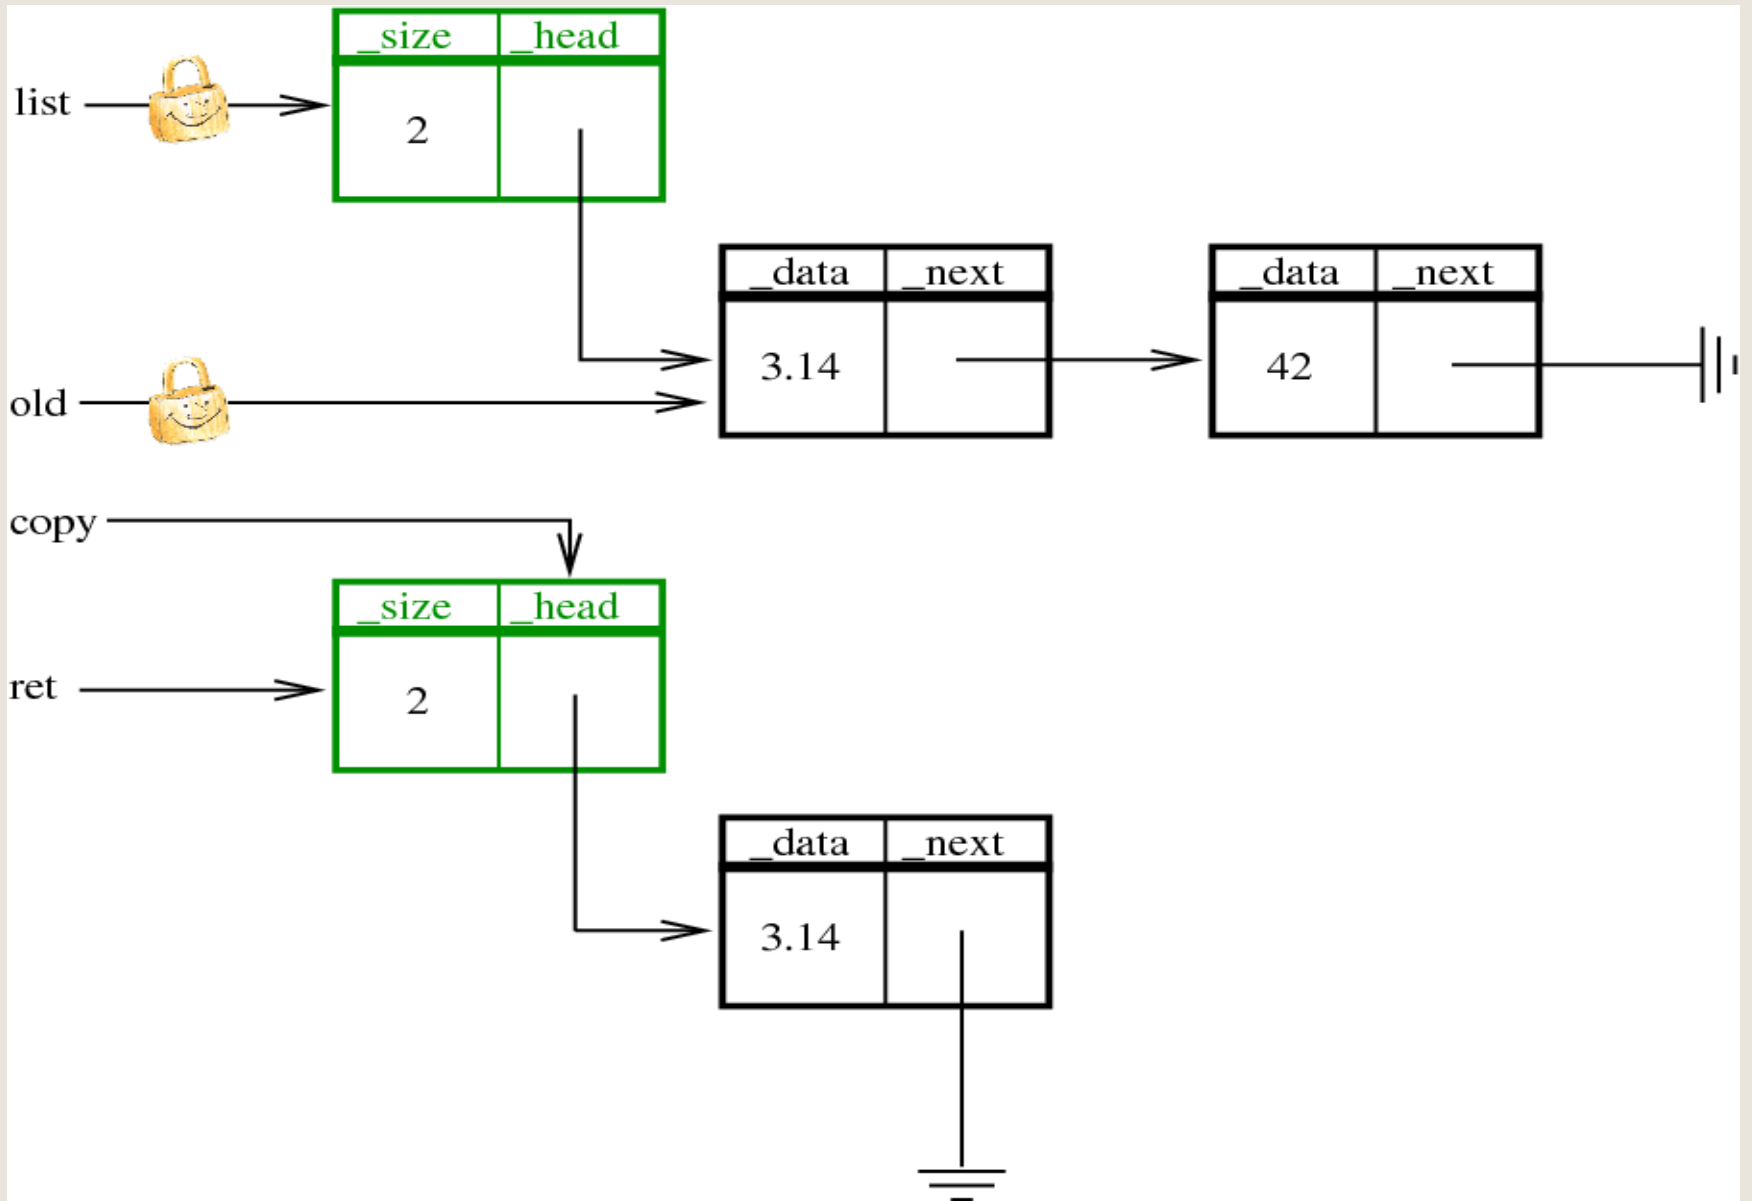 _size _head
list
2
_data _next _data _next
3.14 42
old
copy
_size _head
ret 2
_data _next
3.14